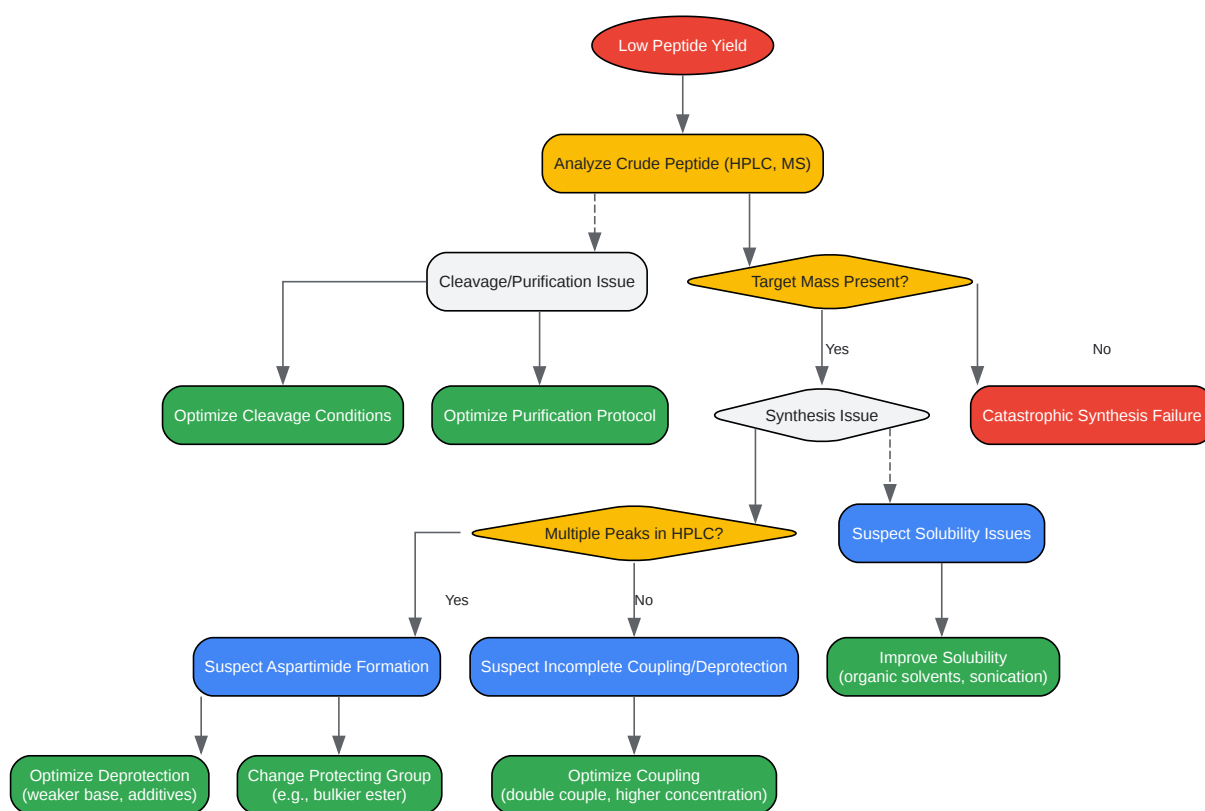 Low Peptide Yield
Analyze Crude Peptide (HPLC, MS)
Cleavage/Purification Issue
Target Mass Present?
Yes
No
Optimize Cleavage Conditions
Optimize Purification Protocol
Synthesis Issue
Catastrophic Synthesis Failure
Multiple Peaks in HPLC?
Suspect Solubility Issues
Yes
No
Suspect Aspartimide Formation
Suspect Incomplete Coupling/Deprotection
Improve Solubility
(organic solvents, sonication)
Optimize Deprotection
(weaker base, additives)
Change Protecting Group
(e.g., bulkier ester)
Optimize Coupling
(double couple, higher concentration)